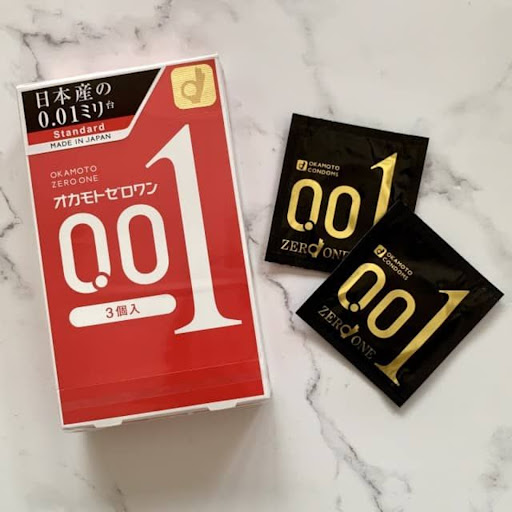 日本産の
0.01ミリ台
Standard
MADE IN JAPAN
OKAMOTO
ZERO ONE
オカモトゼロワン
0.01
3個入
OKAMOTO
CONDOMS
0.01
ZERO ONE
OKAMOTO
CONDOMS
0.01
ZERO ONE